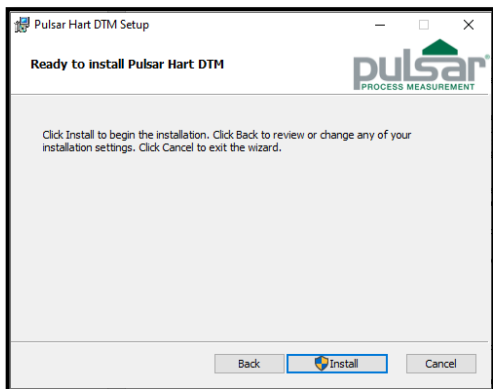 Pulsar Hart DTM Setup
Ready to install Pulsar Hart DTM
pulsar®
PROCESS MEASUREMENT
Click Install to begin the installation. Click Back to review or change any of your
installation settings. Click Cancel to exit the wizard.
Back Install Cancel